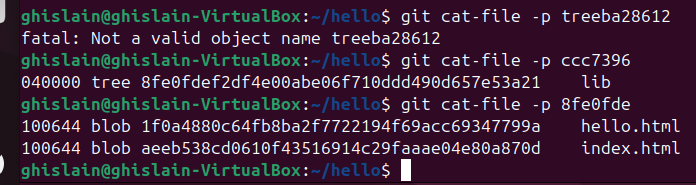 ghislain@ghislain-VirtualBox:~/hello$ git cat-file -p treeba28612
fatal: Not a valid object name treeba28612
ghislain@ghislain-VirtualBox:~/hello$ git cat-file -p ccc7396
040000 tree 8fe0fdef2df4e00abe06f710ddd490d657e53a21    lib
ghislain@ghislain-VirtualBox:~/hello$ git cat-file -p 8fe0fde
100644 blob 1f0a4880c64fb8ba2f7722194f69acc69347799a    hello.html
100644 blob aeeb538cd0610f43516914c29faaae04e80a870d    index.html
ghislain@ghislain-VirtualBox:~/hello$